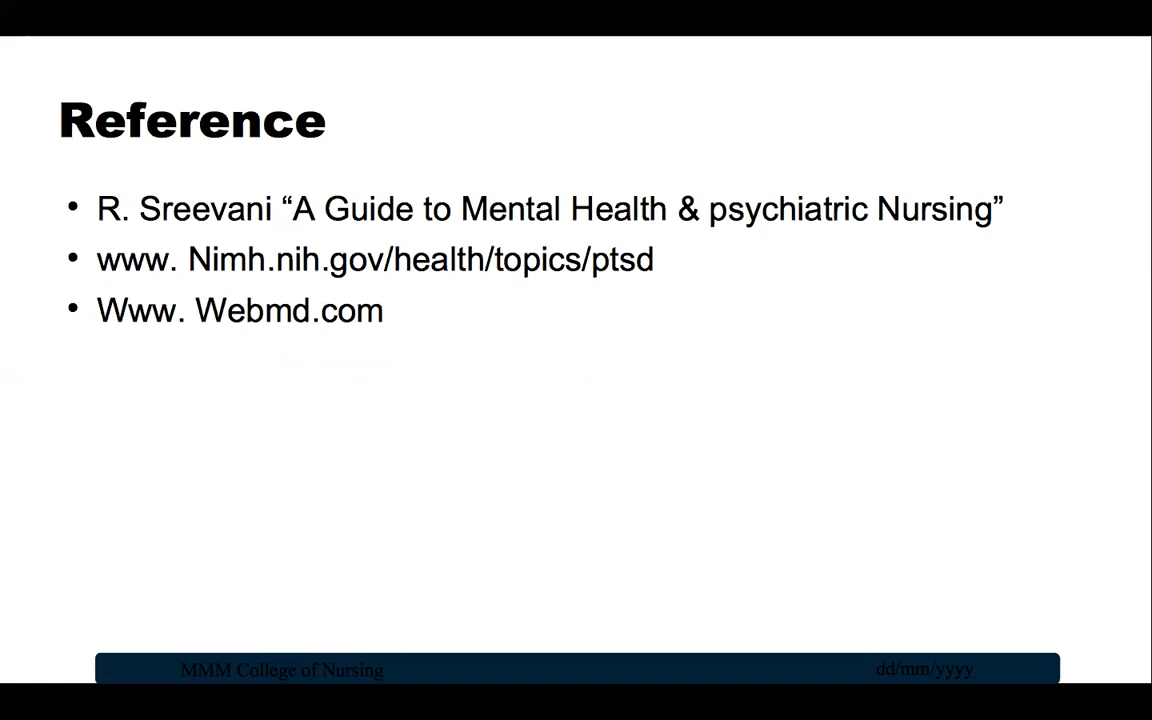 Reference
• R. Sreevani “A Guide to Mental Health & psychiatric Nursing”
• www. Nimh.nih.gov/health/topics/ptsd
• Www. Webmd.com
MMM College of Nursing dd/mm/yyyy